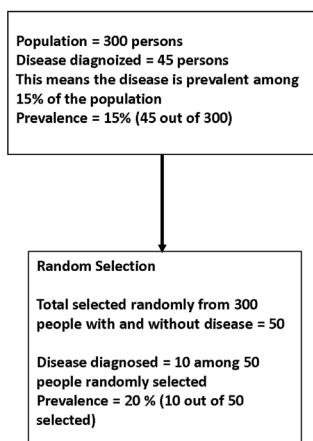 Population = 300 persons
Disease diagnoized = 45 persons
This means the disease is prevalent among
15% of the population
Prevalence = 15% (45 out of 300)
Random Selection
Total selected randomly from 300
people with and without disease = 50
Disease diagnosed = 10 among 50
people randomly selected
Prevalence = 20 % (10 out of 50
selected)